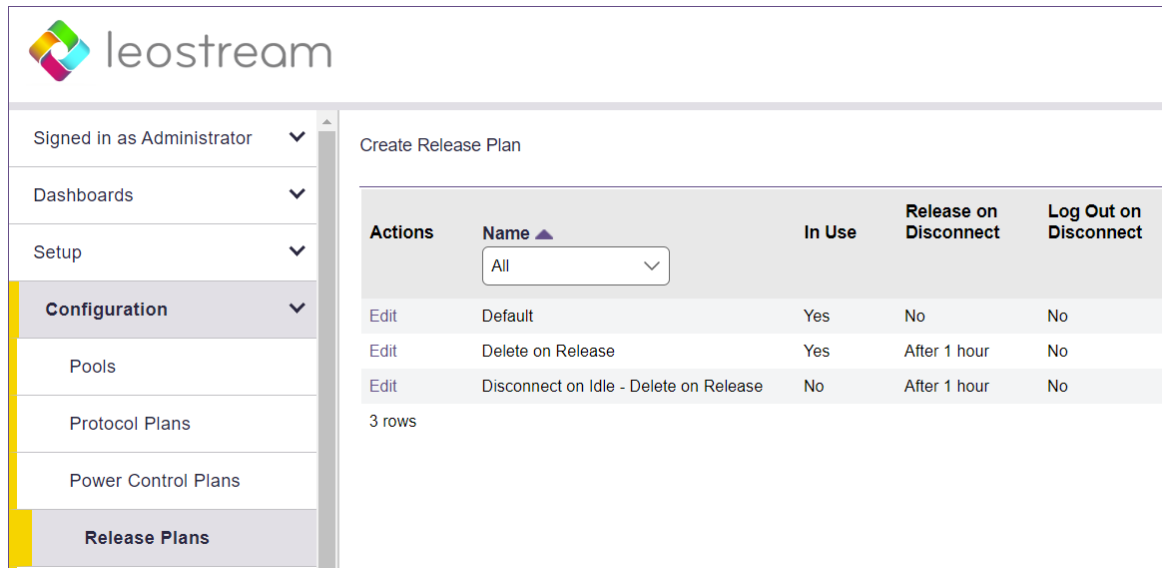 leostream
Signed in as Administrator
Dashboards
Setup
Configuration
Pools
Protocol Plans
Power Control Plans
Release Plans
Create Release Plan
Actions Name In Use Release on Disconnect Log Out on Disconnect
All
Edit Default Yes No No
Edit Delete on Release Yes After 1 hour No
Edit Disconnect on Idle - Delete on Release No After 1 hour No
3 rows